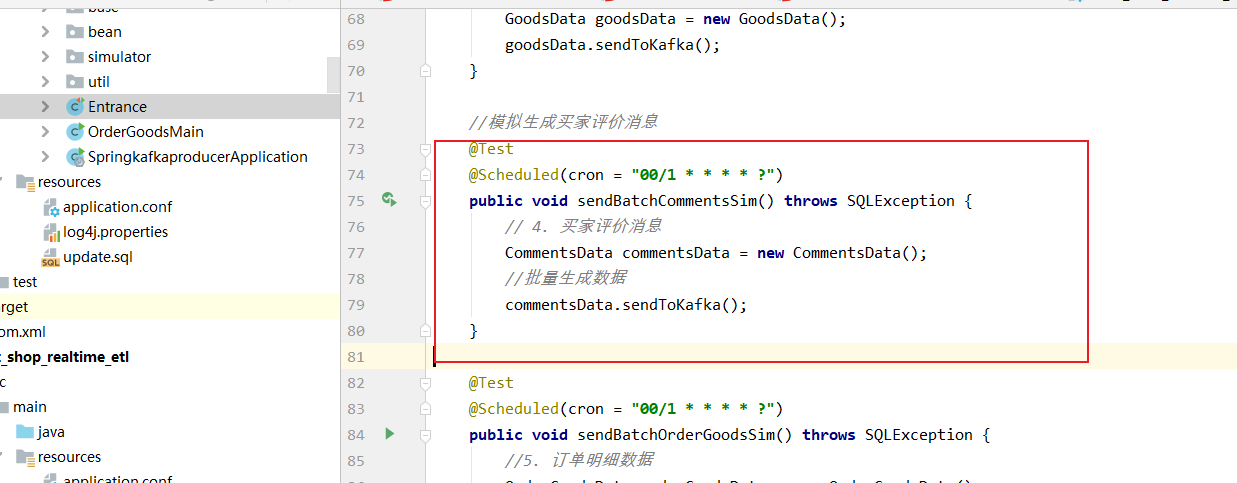 bean
simulator
util
Entrance
OrderGoodsMain
SpringkafkaproducerApplication
resources
application.conf
log4j.properties
update.sql
test
rget
om.xml
_shop_realtime_etl
c
main
java
resources
68 GoodsData goodsData = new GoodsData();
69 goodsData.sendToKafka();
70 }
71
72 //模拟生成买家评价消息
73 @Test
74 @Scheduled(cron = "00/1 * * * * ?")
75 public void sendBatchCommentsSim() throws SQLException {
76 // 4. 买家评价消息
77 CommentsData commentsData = new CommentsData();
78 //批量生成数据
79 commentsData.sendToKafka();
80 }
81
82 @Test
83 @Scheduled(cron = "00/1 * * * * ?")
84 public void sendBatchOrderGoodsSim() throws SQLException {
85 //5. 订单明细数据